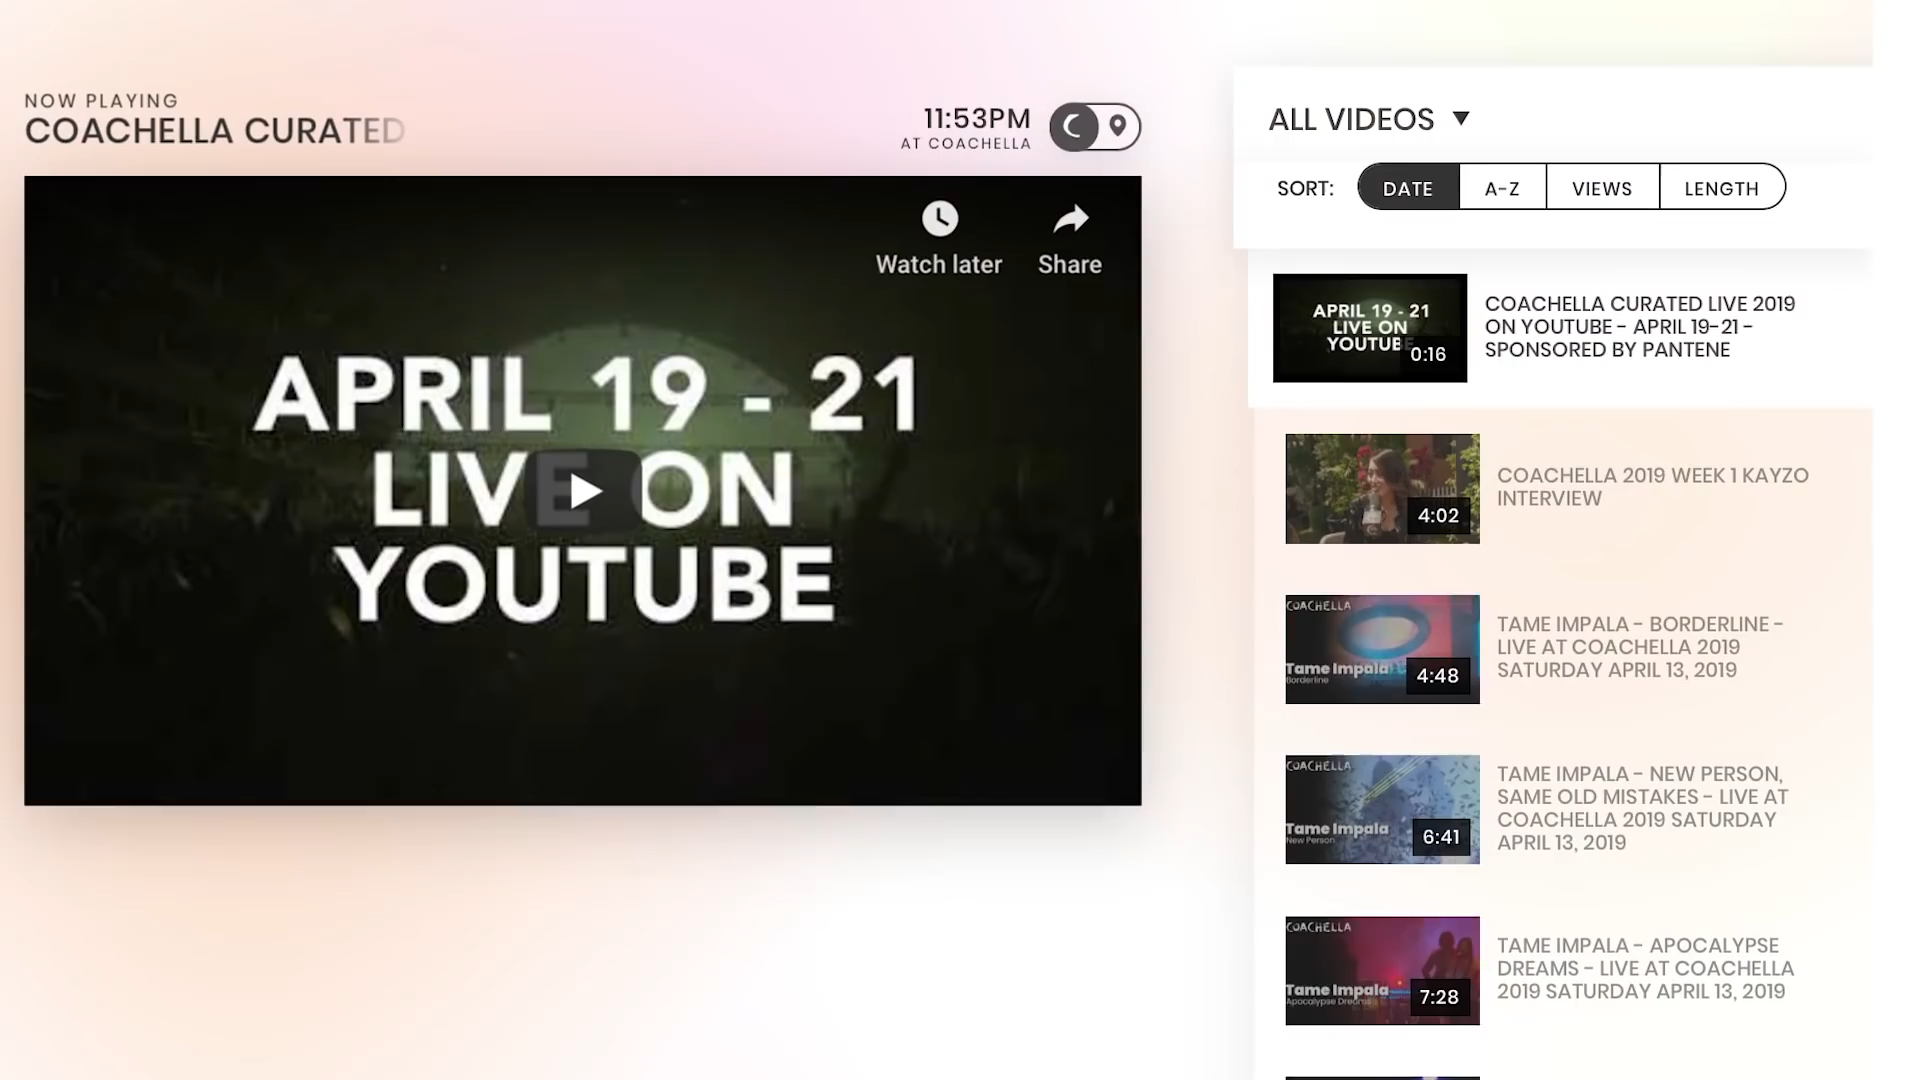 NOW PLAYING
COACHELLA CURATED
11:53PM
AT COACHELLA
Watch later
Share
APRIL 19 - 21
LIVE ON
YOUTUBE
ALL VIDEOS
SORT:
DATE
A-Z
VIEWS
LENGTH
APRIL 19 - 21
LIVE ON
YOUTUBE
0:16
COACHELLA CURATED LIVE 2019
ON YOUTUBE - APRIL 19-21 -
SPONSORED BY PANTENE
4:02
COACHELLA 2019 WEEK 1 KAYZO
INTERVIEW
COACHELLA
Tame Impala
Borderline
4:48
TAME IMPALA - BORDERLINE -
LIVE AT COACHELLA 2019
SATURDAY APRIL 13, 2019
COACHELLA
Tame Impala
New Person
6:41
TAME IMPALA - NEW PERSON,
SAME OLD MISTAKES - LIVE AT
COACHELLA 2019 SATURDAY
APRIL 13, 2019
COACHELLA
Tame Impala
Apocalypse Dreams
7:28
TAME IMPALA - APOCALYPSE
DREAMS - LIVE AT COACHELLA
2019 SATURDAY APRIL 13, 2019